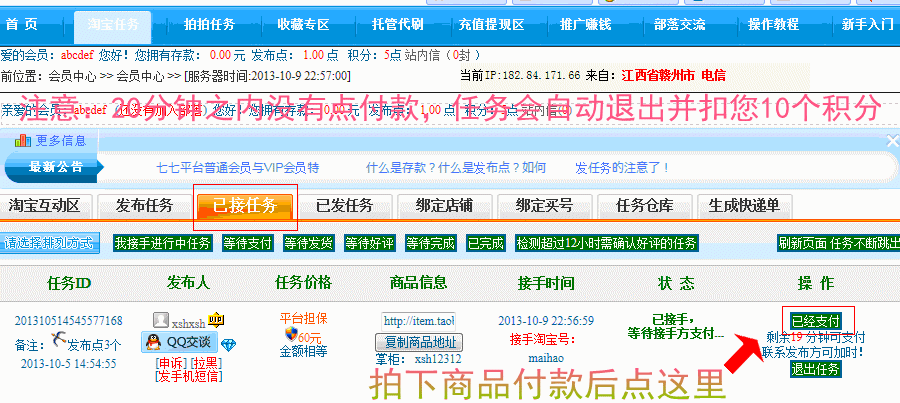 首 页 淘宝任务 拍拍任务 收藏专区 托管代刷 充值提现区 推广赚钱 部落交流 操作教程 新手入门
爱的会员：abcdef 您好！您拥有存款： 0.00 元 发布点： 1.00 点 积分：5点 站内信（0封 ）
前位置：会员中心 >> 会员中心 >> [服务器时间:2013-10-9 22:57:00] 当前IP:182.84.171.66 来自：江西省赣州市 电信
注意：20分钟之内没有点付款，任务会自动退出并扣您10个积分
更多信息
最新公告 七七平台普通会员与VIP会员特 什么是存款？什么是发布点？如何 发任务的注意了！
淘宝互动区 发布任务 已接任务 已发任务 绑定店铺 绑定买号 任务仓库 生成快递单
请选择排列方式 我接手进行中任务 等待支付 等待发货 等待好评 等待完成 已完成 检测超过12小时需确认好评的任务 刷新页面 任务不断跳出
任务ID 发布人 任务价格 商品信息 接手时间 状 态 操 作
201310514545577168 xshxsh VIP 平台担保 http://item.taol 2013-10-9 22:56:59 已接手， 已经支付
备注： 发布点3个 QQ交谈 60元 复制商品地址 接手淘宝号： 等待接手方支付--- 剩余19 分钟可支付
2013-10-5 14:54:55 [申诉] [拉黑] 金额相等 掌柜： xsh12312 maihao 联系发布方可加时！
[发手机短信] 退出任务
拍下商品付款后点这里